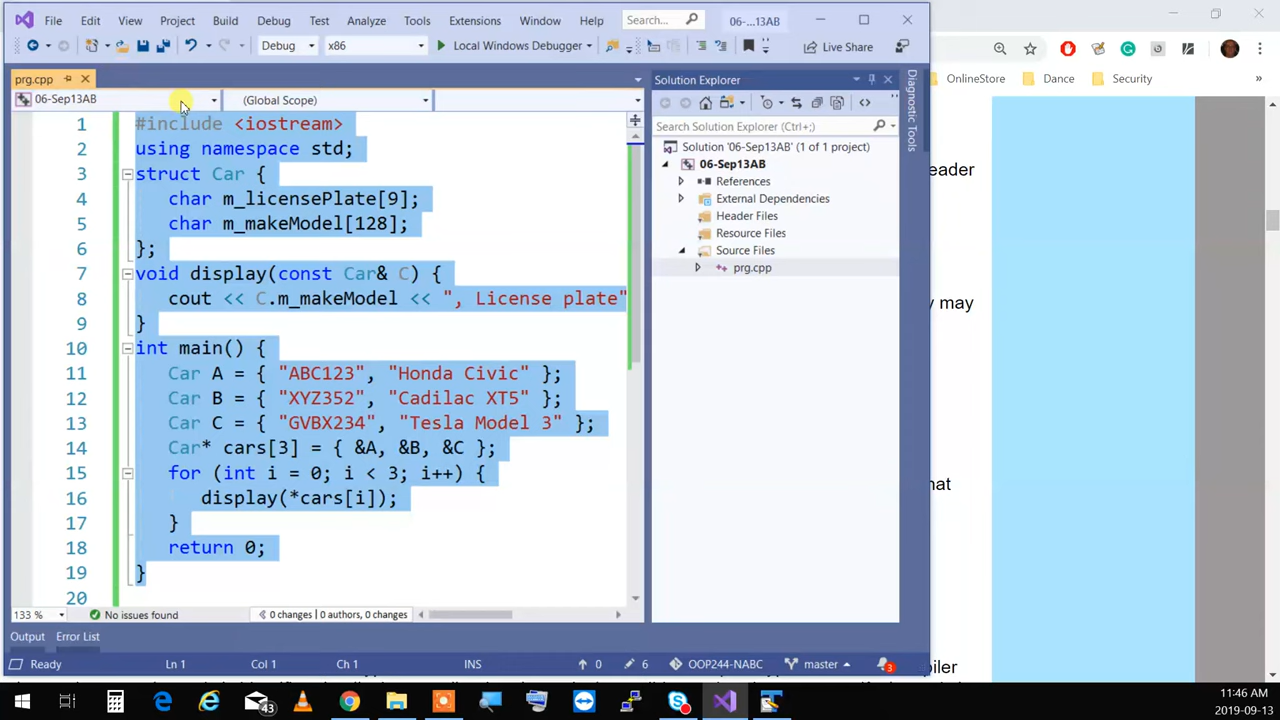 File Edit View Project Build Debug Test Analyze Tools Extensions Window Help Search... 06-...13AB
Debug x86 Local Windows Debugger Live Share
prg.cpp
06-Sep13AB (Global Scope)
1 #include <iostream>
2 using namespace std;
3 struct Car {
4 char m_licensePlate[9];
5 char m_makeModel[128];
6 };
7 void display(const Car& C) {
8 cout << C.m_makeModel << ", License plate"
9 }
10 int main() {
11 Car A = { "ABC123", "Honda Civic" };
12 Car B = { "XYZ352", "Cadilac XT5" };
13 Car C = { "GVBX234", "Tesla Model 3" };
14 Car* cars[3] = { &A, &B, &C };
15 for (int i = 0; i < 3; i++) {
16 display(*cars[i]);
17 }
18 return 0;
19 }
20
133 % No issues found 0 changes | 0 authors, 0 changes
Output Error List
Ready Ln 1 Col 1 Ch 1 INS 0 6 OOP244-NABC master 3
Solution Explorer
Search Solution Explorer (Ctrl+;)
Solution '06-Sep13AB' (1 of 1 project)
06-Sep13AB
References
External Dependencies
Header Files
Resource Files
Source Files
prg.cpp
Diagnostic Tools
OnlineStore Dance Security »
eader
y may
hat
piler
43
11:46 AM
2019-09-13